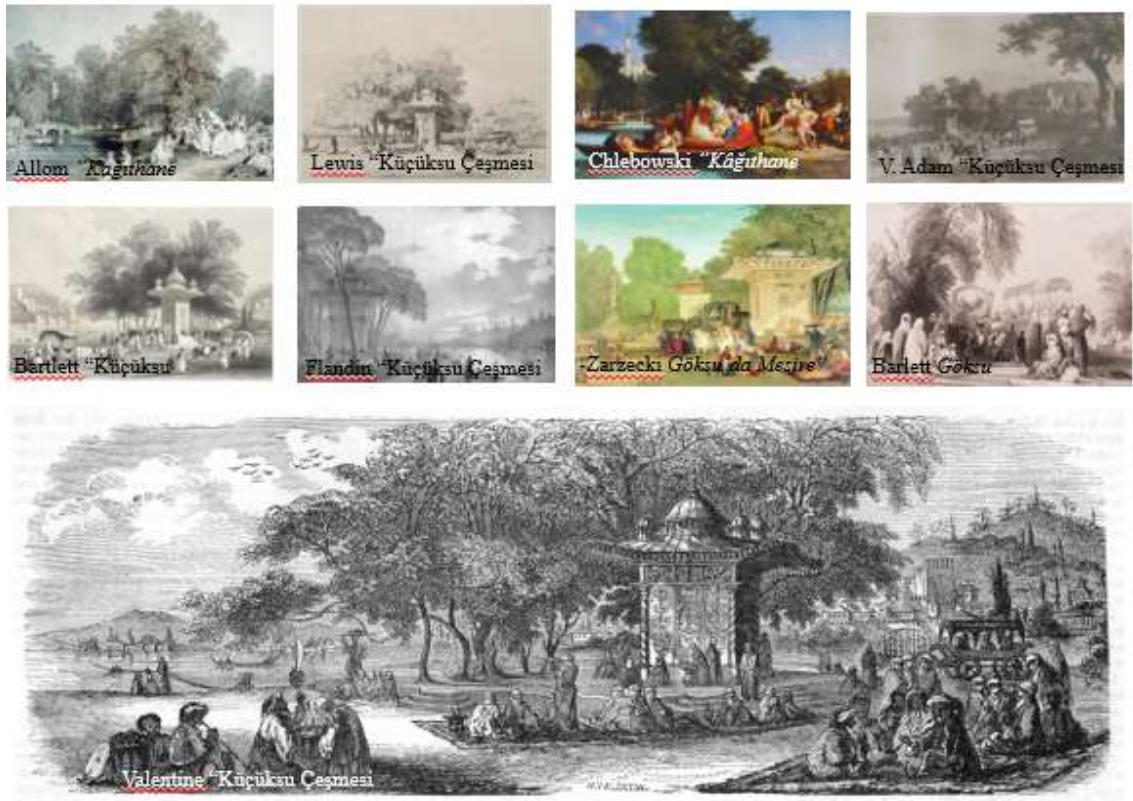 Allom "Kâğıthane
Lewis "Küçüksu Çeşmesi
Chlebowski "Kâğıthane
V. Adam "Küçüksu Çeşmesi
Bartlett "Küçüksu
Flandin "Küçüksu Çeşmesi
-Zarzecki Göksu'da Mesire"
Barlett Göksu
Valentine "Küçüksu Çeşmesi